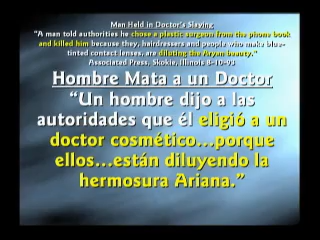 Man Held in Doctor's Slaying
"A man told authorities he chose a plastic surgeon from the phone book
and killed him because they, hairdressers and people who make blue-
tinted contact lenses, are diluting the Aryan beauty."
Associated Press, Skokie, Illinois 8-10-93
Hombre Mata a un Doctor
"Un hombre dijo a las
autoridades que él eligió a un
doctor cosmético...porque
ellos...están diluyendo la
hermosura Ariana."